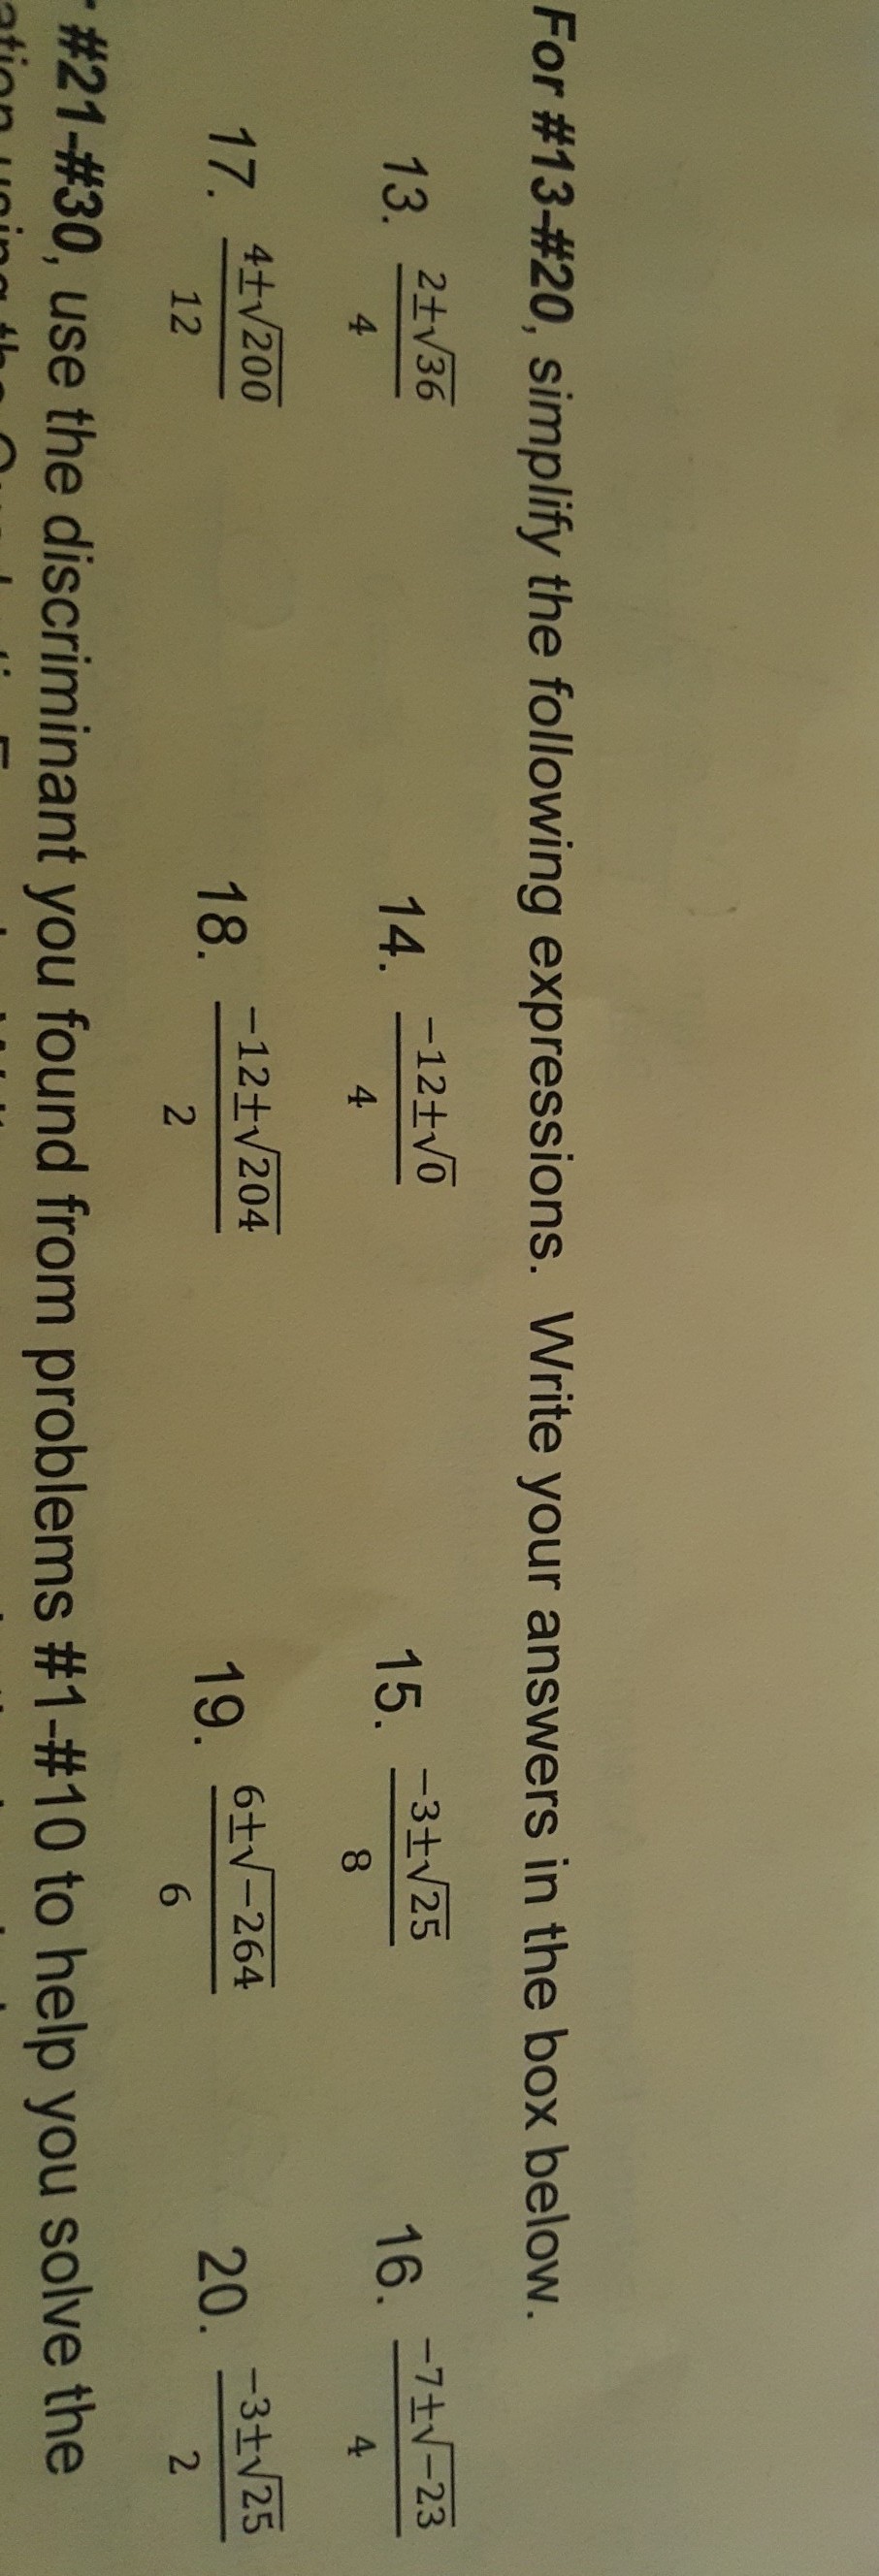 For #13-#20, simplify the following expressions. Write your answers in the box below.
13. (2±√36)/4 14. (−12±√0)/4 15. (−3±√25)/8 16. (−7±√−23)/4
17. (4±√200)/12 18. (−12±√204)/2 19. (6±√−264)/6 20. (−3±√25)/2
#21-#30, use the discriminant you found from problems #1-#10 to help you solve the